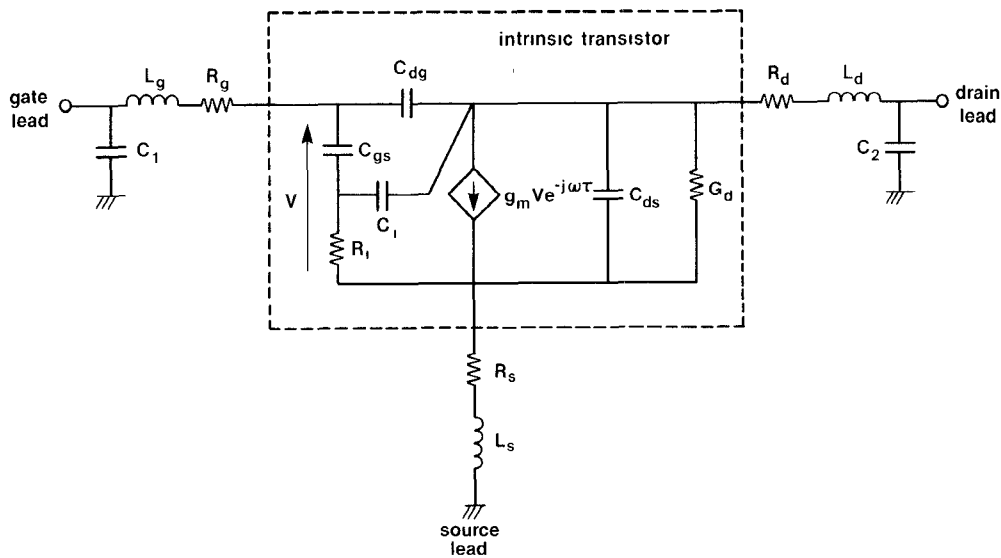 intrinsic transistor
L_g
R_g
C_dg
R_d
L_d
gate
lead
drain
lead
C_1
C_gs
V
C_i
R_i
g_m Ve^-jωτ
C_ds
G_d
C_2
R_s
L_s
source
lead